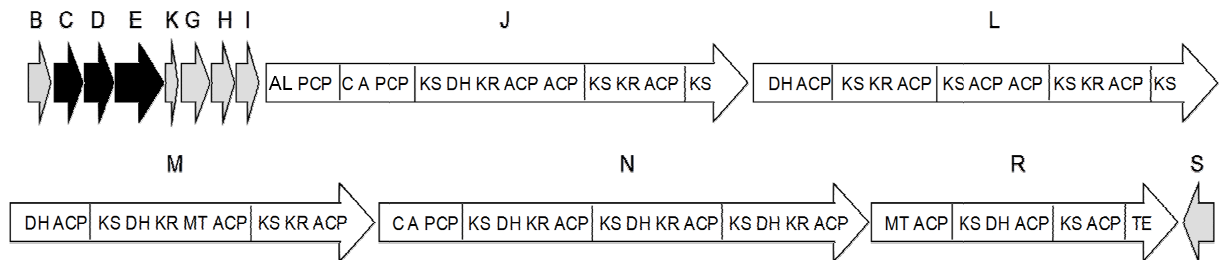 B C D E K G H I J L
AL PCP C A PCP KS DH KR ACP ACP KS KR ACP KS DH ACP KS KR ACP KS ACP ACP KS KR ACP KS
M N R S
DH ACP KS DH KR MT ACP KS KR ACP C A PCP KS DH KR ACP KS DH KR ACP KS DH KR ACP MT ACP KS DH ACP KS ACP TE